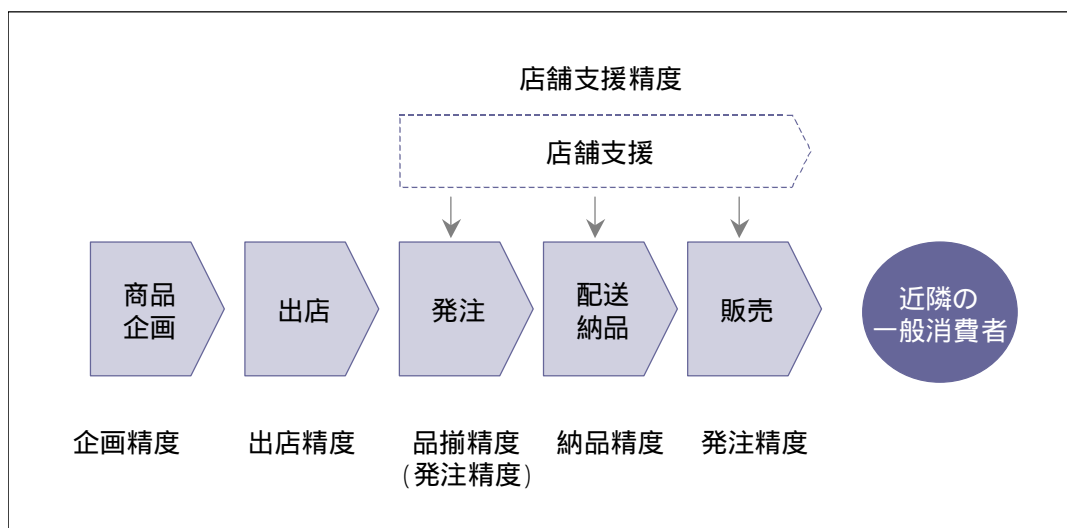 店舗支援精度
店舗支援
商品
企画
出店
発注
配送
納品
販売
近隣の
一般消費者
企画精度
出店精度
品揃精度
(発注精度)
納品精度
発注精度